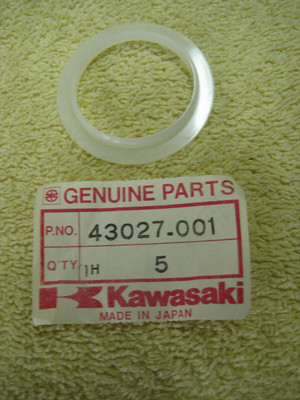 GENUINE PARTS
P.NO. 43027-001
Q'TY 1H 5
Kawasaki
MADE IN JAPAN